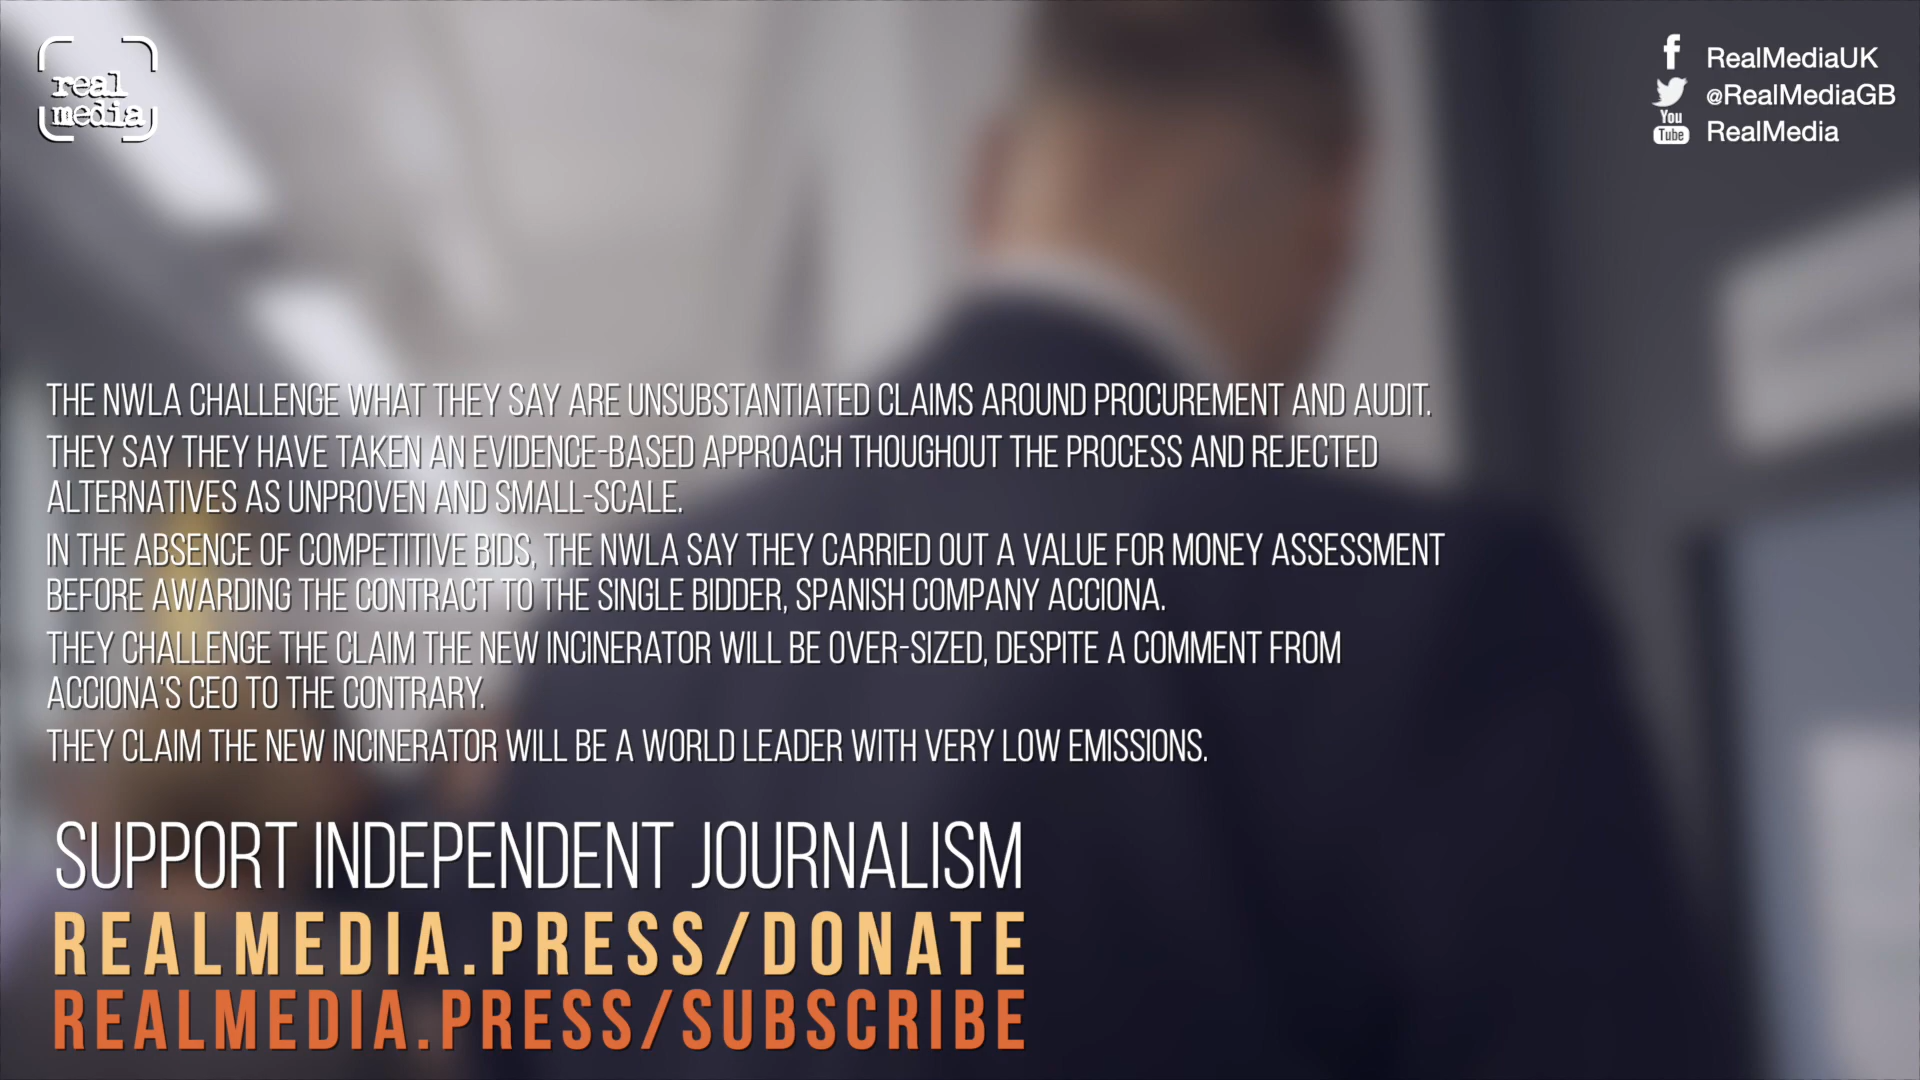 real
media
RealMediaUK
@RealMediaGB
You
Tube
RealMedia
THE NWLA CHALLENGE WHAT THEY SAY ARE UNSUBSTANTIATED CLAIMS AROUND PROCUREMENT AND AUDIT.
THEY SAY THEY HAVE TAKEN AN EVIDENCE-BASED APPROACH THOUGHOUT THE PROCESS AND REJECTED
ALTERNATIVES AS UNPROVEN AND SMALL-SCALE.
IN THE ABSENCE OF COMPETITIVE BIDS, THE NWLA SAY THEY CARRIED OUT A VALUE FOR MONEY ASSESSMENT
BEFORE AWARDING THE CONTRACT TO THE SINGLE BIDDER, SPANISH COMPANY ACCIONA.
THEY CHALLENGE THE CLAIM THE NEW INCINERATOR WILL BE OVER-SIZED, DESPITE A COMMENT FROM
ACCIONA'S CEO TO THE CONTRARY.
THEY CLAIM THE NEW INCINERATOR WILL BE A WORLD LEADER WITH VERY LOW EMISSIONS.
SUPPORT INDEPENDENT JOURNALISM
REALMEDIA.PRESS/DONATE
REALMEDIA.PRESS/SUBSCRIBE